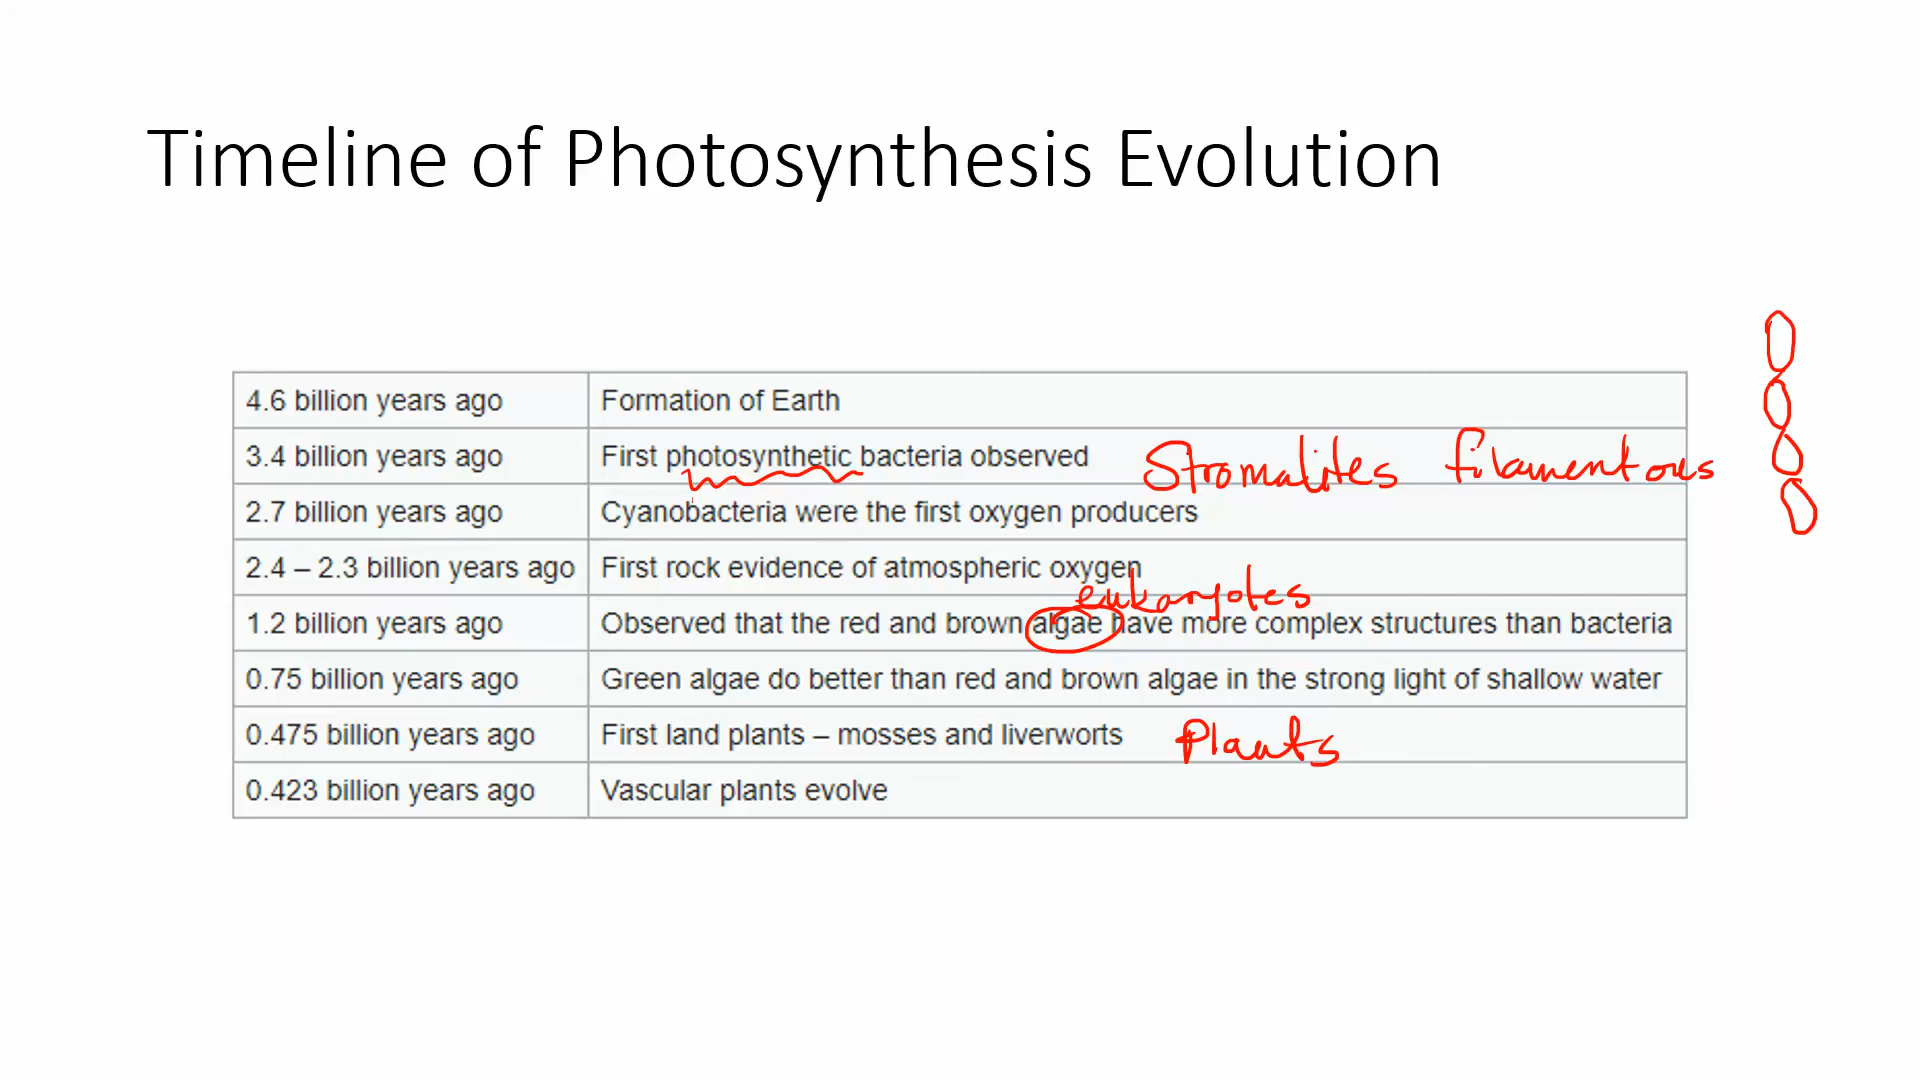 Timeline of Photosynthesis Evolution
4.6 billion years ago Formation of Earth
3.4 billion years ago First photosynthetic bacteria observed Stromalites filamentous
2.7 billion years ago Cyanobacteria were the first oxygen producers
2.4 – 2.3 billion years ago First rock evidence of atmospheric oxygen
eukaryotes
1.2 billion years ago Observed that the red and brown algae have more complex structures than bacteria
0.75 billion years ago Green algae do better than red and brown algae in the strong light of shallow water
0.475 billion years ago First land plants – mosses and liverworts Plants
0.423 billion years ago Vascular plants evolve